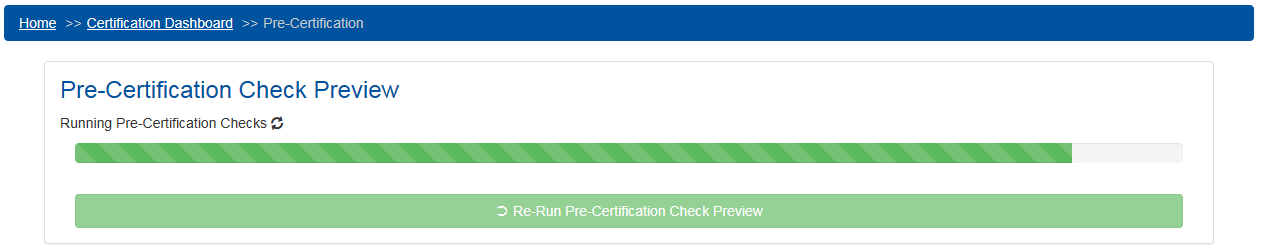 Home >> Certification Dashboard >> Pre-Certification
Pre-Certification Check Preview
Running Pre-Certification Checks
Re-Run Pre-Certification Check Preview